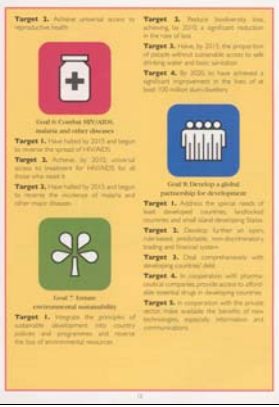 Target 2. Achieve universal access to
reproductive health.
Goal 6: Combat HIV/AIDS,
malaria and other diseases
Target 1. Have halted by 2015 and begun
to reverse the spread of HIV/AIDS.
Target 2. Achieve, by 2010, universal
access to treatment for HIV/AIDS for all
those who need it.
Target 3. Have halted by 2015 and begun
to reverse the incidence of malaria and
other major diseases.
Goal 7: Ensure
environmental sustainability
Target 1. Integrate the principles of
sustainable development into country
policies and programmes and reverse
the loss of environmental resources.
Target 2. Reduce biodiversity loss,
achieving, by 2010, a significant reduction
in the rate of loss.
Target 3. Halve, by 2015, the proportion
of people without sustainable access to safe
drinking water and basic sanitation.
Target 4. By 2020, to have achieved a
significant improvement in the lives of at
least 100 million slum-dwellers.
Goal 8: Develop a global
partnership for development
Target 1. Address the special needs of
least developed countries, landlocked
countries and small island developing States.
Target 2. Develop further an open,
rule-based, predictable, non-discriminatory
trading and financial system.
Target 3. Deal comprehensively with
developing countries' debt.
Target 4. In cooperation with pharma-
ceutical companies, provide access to afford-
able essential drugs in developing countries.
Target 5. In cooperation with the private
sector, make available the benefits of new
technologies, especially information and
communications.